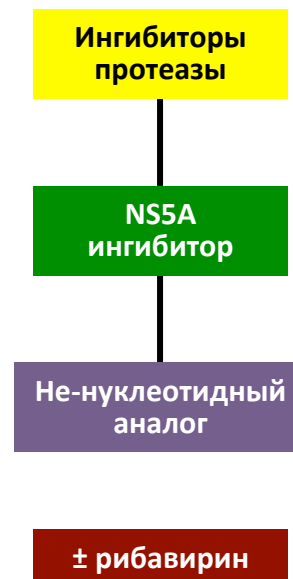 Ингибиторы
протеазы
NS5A
ингибитор
Не-нуклеотидный
аналог
± рибавирин